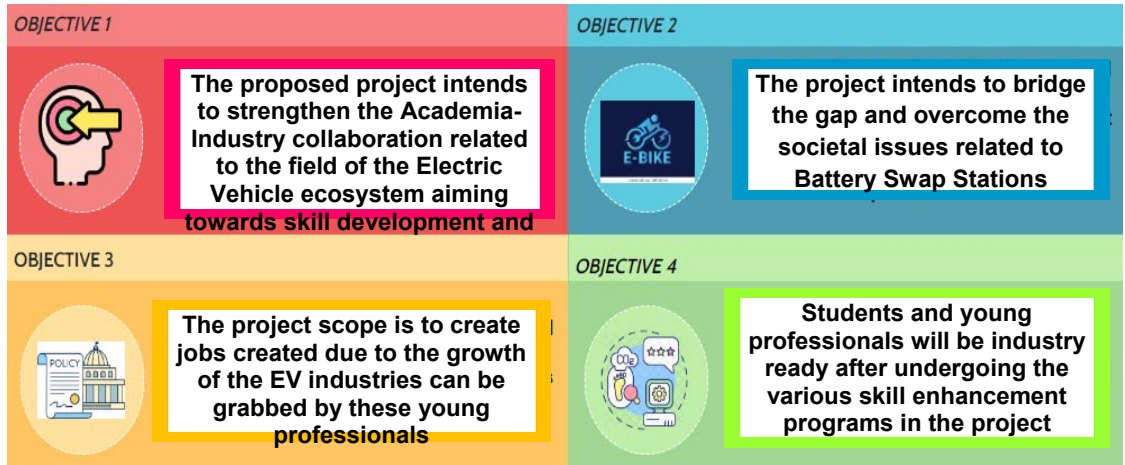 OBJECTIVE 1
The proposed project intends
to strengthen the Academia-
Industry collaboration related
to the field of the Electric
Vehicle ecosystem aiming
towards skill development and
OBJECTIVE 2
E-BIKE
The project intends to bridge
the gap and overcome the
societal issues related to
Battery Swap Stations
OBJECTIVE 3
POLICY
The project scope is to create
jobs created due to the growth
of the EV industries can be
grabbed by these young
professionals
OBJECTIVE 4
CO₂
Students and young
professionals will be industry
ready after undergoing the
various skill enhancement
programs in the project